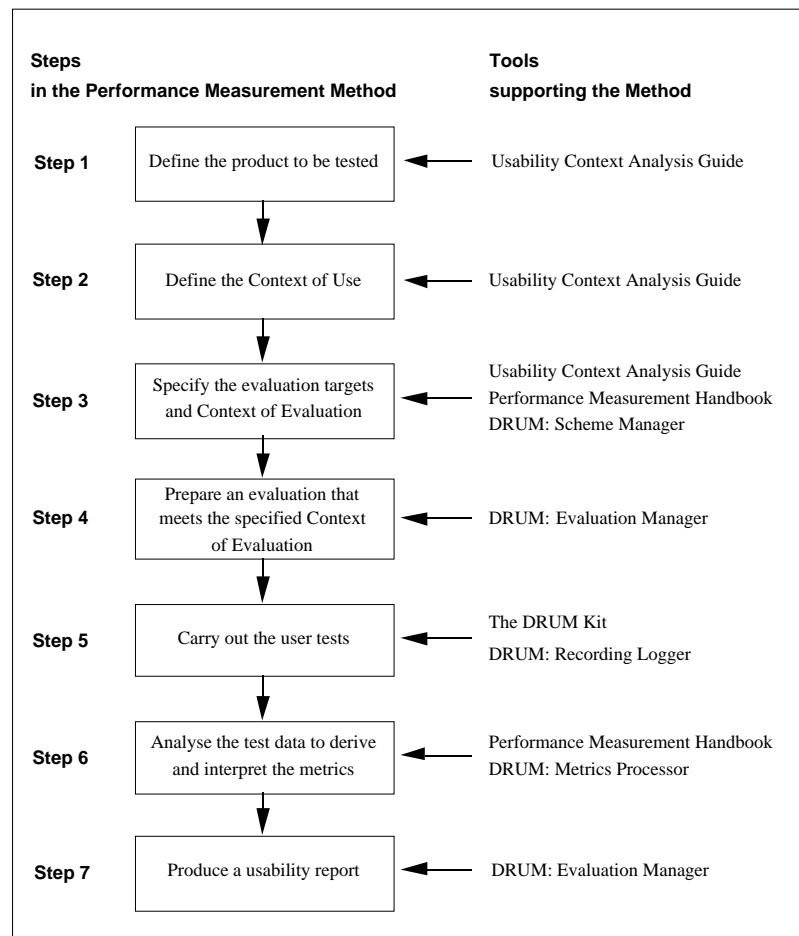 Steps
in the Performance Measurement Method
Tools
supporting the Method
Step 1
Define the product to be tested
Usability Context Analysis Guide
Step 2
Define the Context of Use
Usability Context Analysis Guide
Step 3
Specify the evaluation targets
and Context of Evaluation
Usability Context Analysis Guide
Performance Measurement Handbook
DRUM: Scheme Manager
Step 4
Prepare an evaluation that
meets the specified Context
of Evaluation
DRUM: Evaluation Manager
Step 5
Carry out the user tests
The DRUM Kit
DRUM: Recording Logger
Step 6
Analyse the test data to derive
and interpret the metrics
Performance Measurement Handbook
DRUM: Metrics Processor
Step 7
Produce a usability report
DRUM: Evaluation Manager